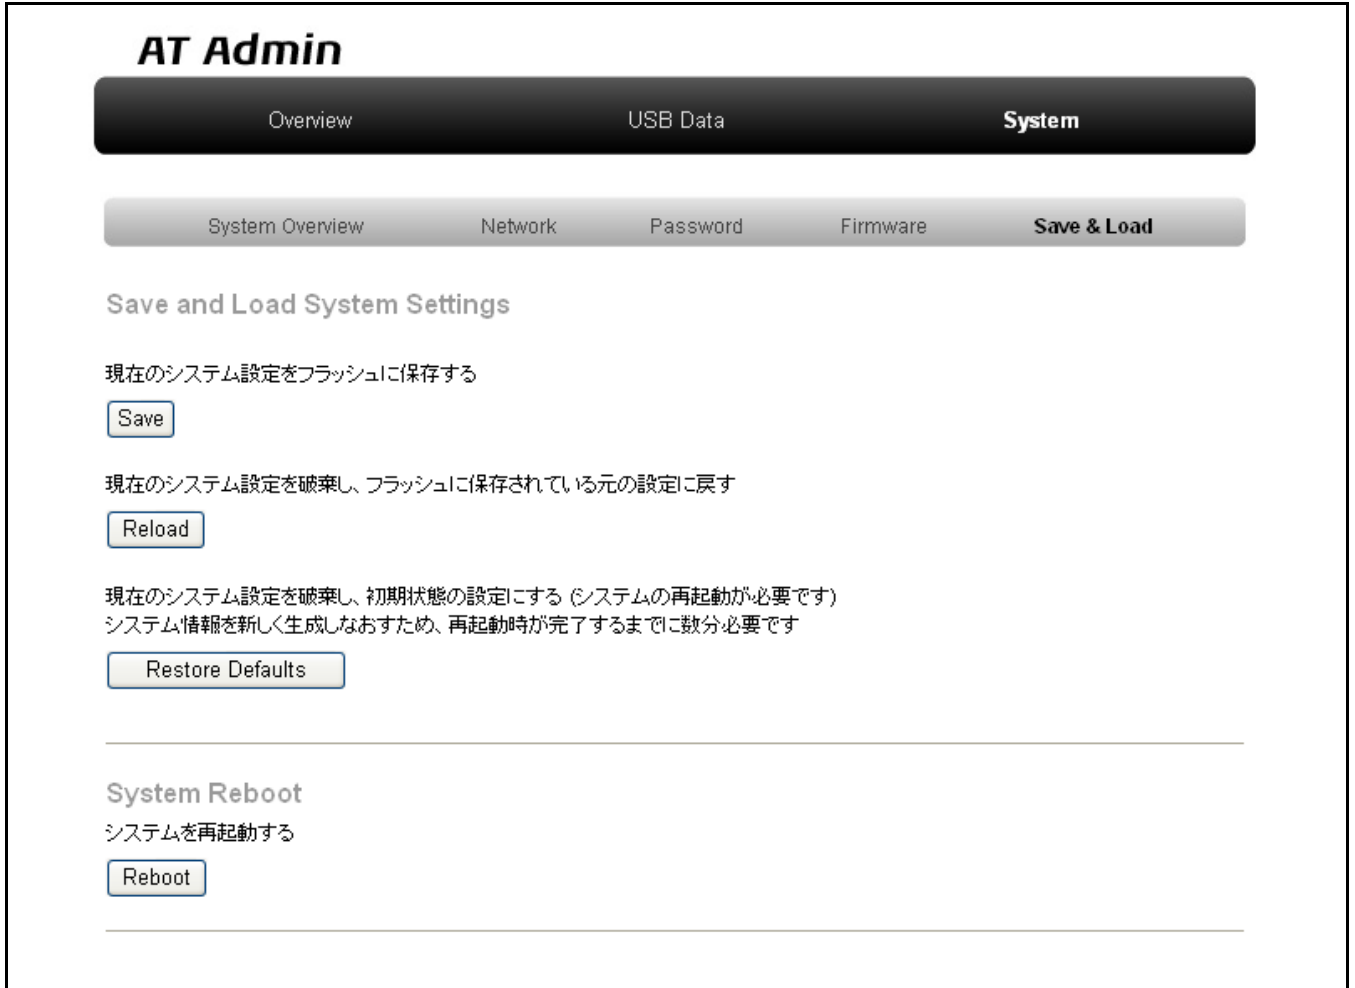 AT Admin
Overview USB Data System
System Overview Network Password Firmware Save & Load
Save and Load System Settings
現在のシステム設定をフラッシュに保存する
Save
現在のシステム設定を破棄し、フラッシュに保存されている元の設定に戻す
Reload
現在のシステム設定を破棄し、初期状態の設定にする (システムの再起動が必要です)
システム情報を新しく生成しなおすため、再起動時が完了するまでに数分必要です
Restore Defaults
System Reboot
システムを再起動する
Reboot